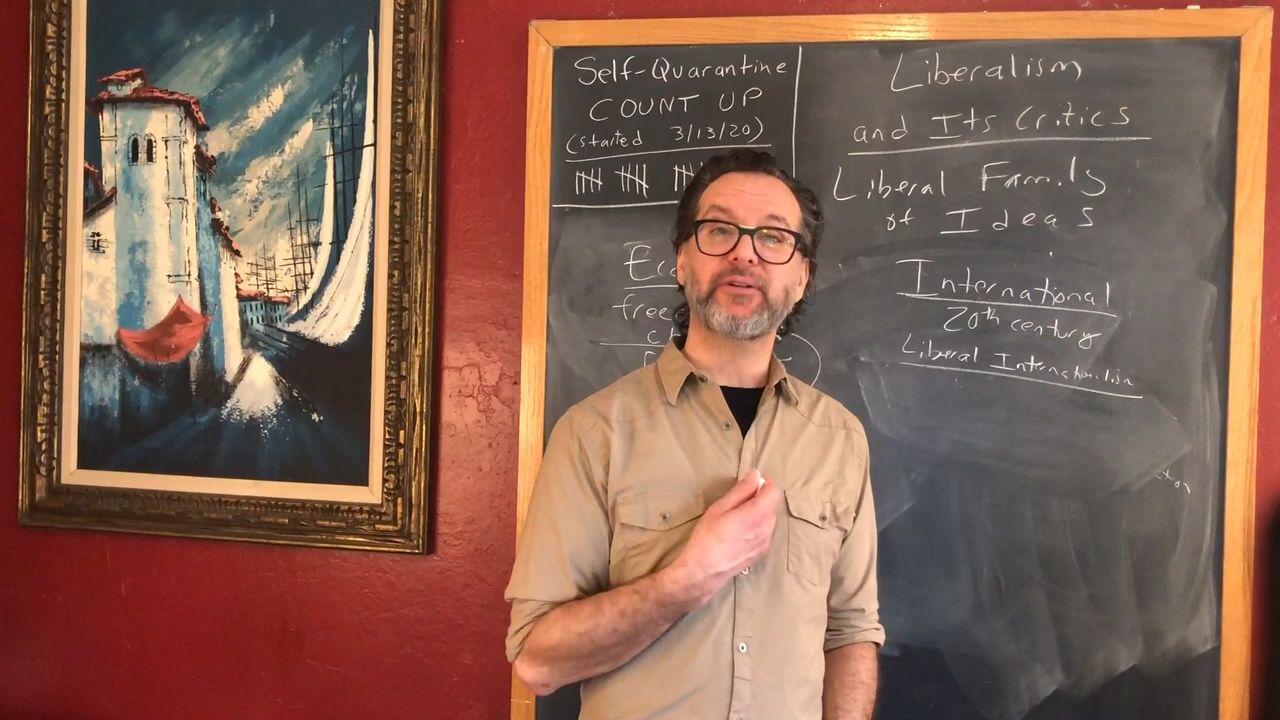 Self-Quarantine
COUNT UP
(started 3/13/20)
Liberalism
and Its Critics
Liberal Family
of Ideas
International
20th century
Liberal Internationalism
free